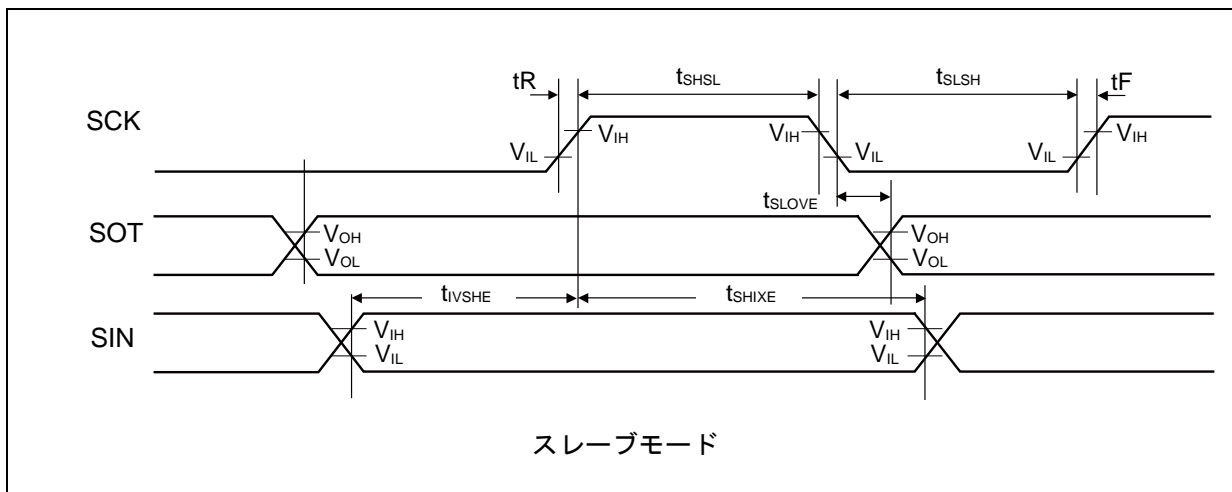 tR tSHSL tSLSH tF
SCK
VIH VIH VIH
VIL VIL VIL
tSLOVE
SOT
VOH VOH
VOL VOL
tIVSHE tSHIXE
SIN
VIH VIH
VIL VIL
スレーブモード